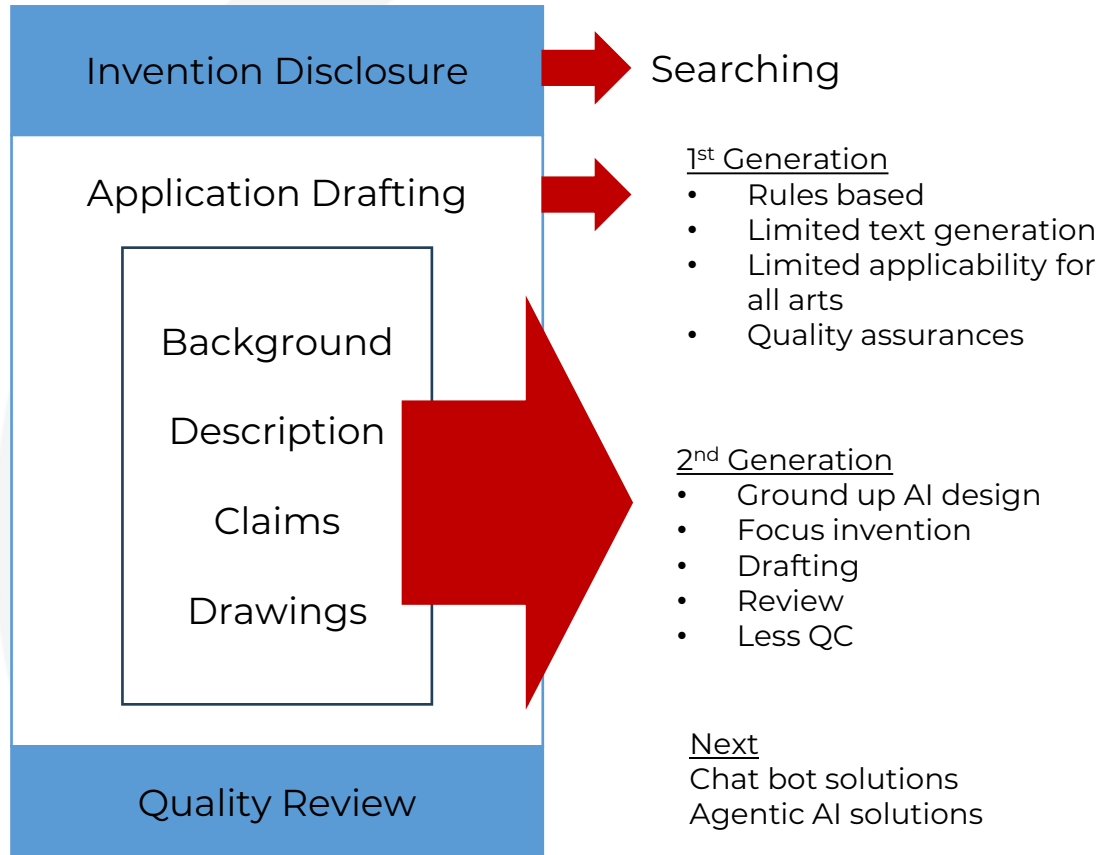 Invention Disclosure
Searching
Application Drafting
Background
Description
Claims
Drawings
Quality Review
1st Generation
• Rules based
• Limited text generation
• Limited applicability for
all arts
• Quality assurances
2nd Generation
• Ground up AI design
• Focus invention
• Drafting
• Review
• Less QC
Next
Chat bot solutions
Agentic AI solutions